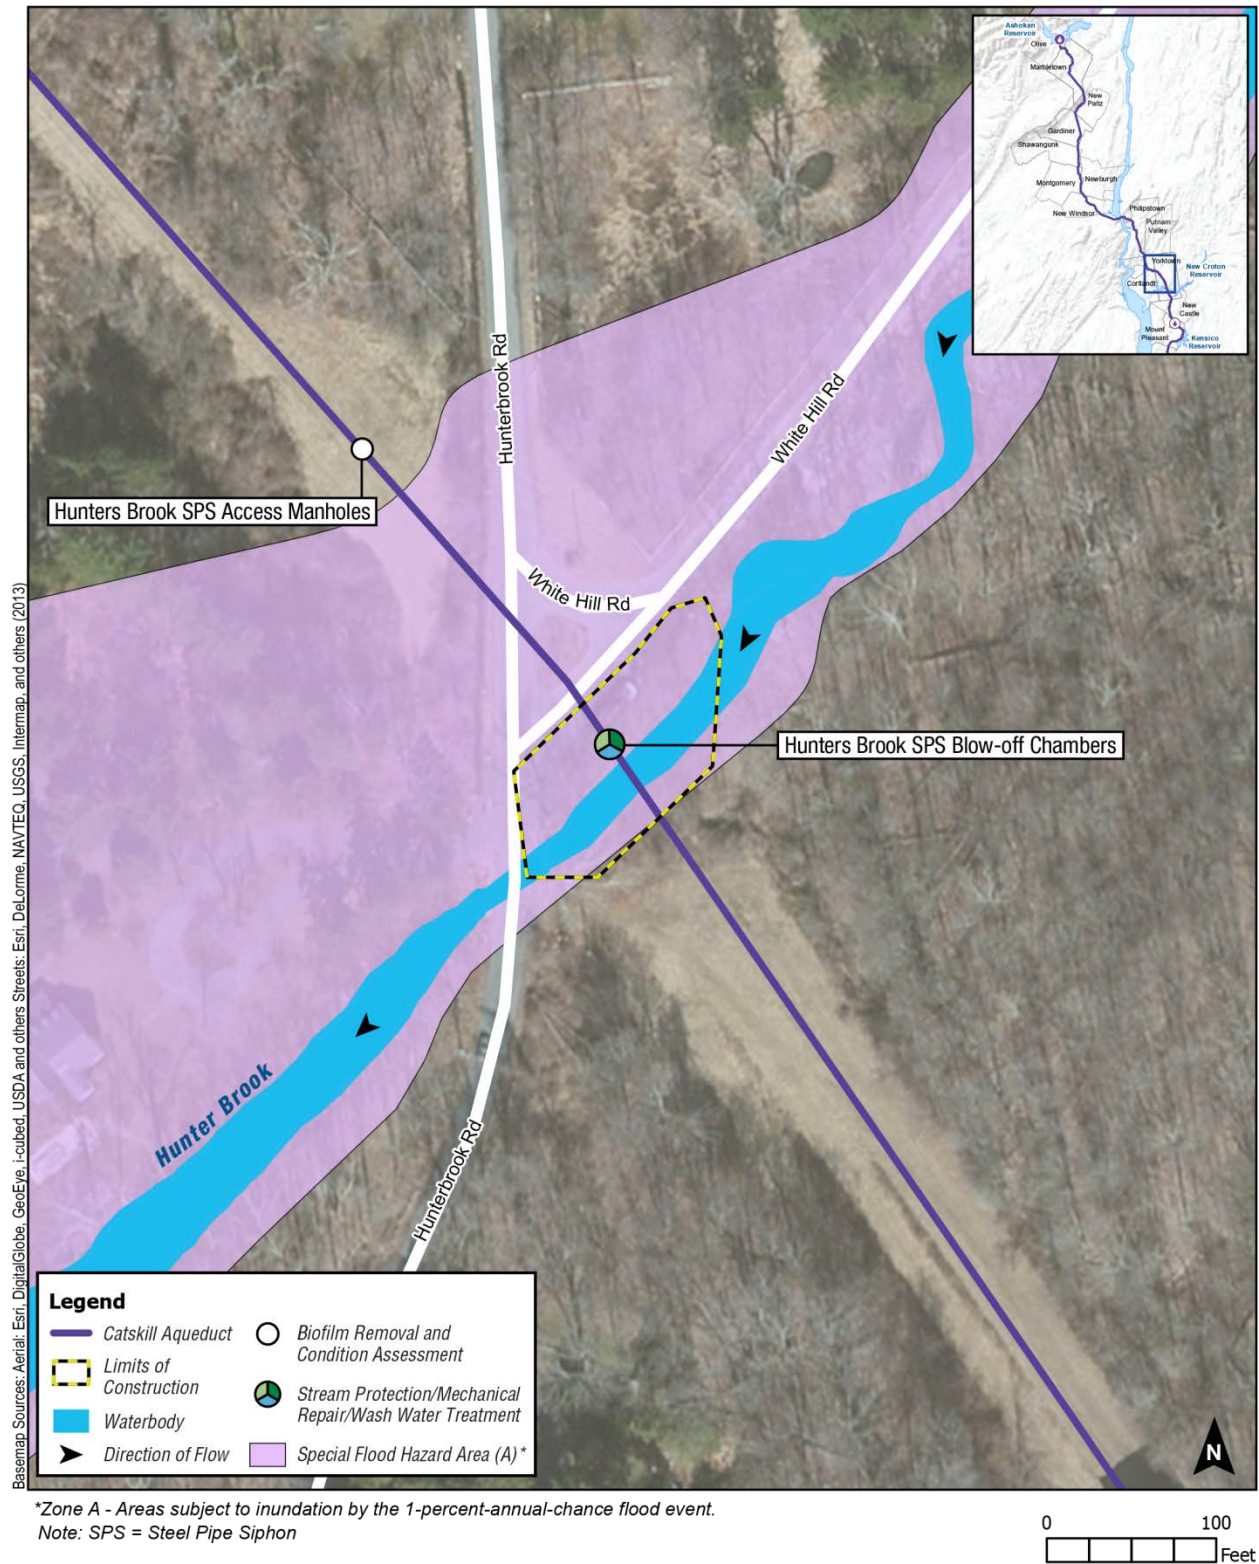 Ashokan
Reservoir
Olive
Marbletown
New
Paltz
Gardiner
Shawangunk
Montgomery
Newburgh
New Windsor
Philipstown
Putnam
Valley
Yorktown
New Croton
Reservoir
Cortlandt
New
Castle
Mount
Pleasant
Kensico
Reservoir
Hunterbrook Rd
White Hill Rd
Hunters Brook SPS Access Manholes
White Hill Rd
Hunters Brook SPS Blow-off Chambers
Hunter Brook
Hunterbrook Rd
Basemap Sources: Aerial: Esri, DigitalGlobe, GeoEye, i-cubed, USDA and others Streets: Esri, DeLorme, NAVTEQ, USGS, Intermap, and others (2013)
Legend
Catskill Aqueduct
Limits of
Construction
Waterbody
Direction of Flow
Biofilm Removal and
Condition Assessment
Stream Protection/Mechanical
Repair/Wash Water Treatment
Special Flood Hazard Area (A)*
N
*Zone A - Areas subject to inundation by the 1-percent-annual-chance flood event.
Note: SPS = Steel Pipe Siphon
0 100
Feet